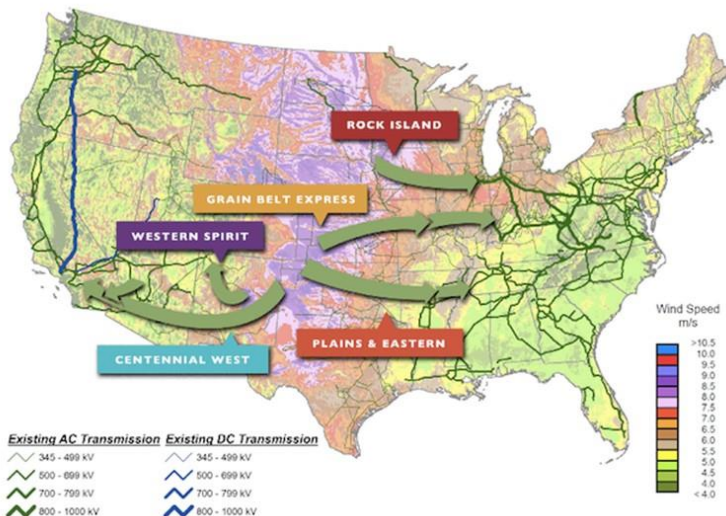 ROCK ISLAND
GRAIN BELT EXPRESS
WESTERN SPIRIT
CENTENNIAL WEST
PLAINS & EASTERN
Wind Speed
m/s
>10.5
10.0
9.5
9.0
8.5
8.0
7.5
7.0
6.5
6.0
5.5
5.0
4.5
4.0
< 4.0
Existing AC Transmission Existing DC Transmission
345 - 499 kV 345 - 499 kV
500 - 699 kV 500 - 699 kV
700 - 799 kV 700 - 799 kV
800 - 1000 kV 800 - 1000 kV